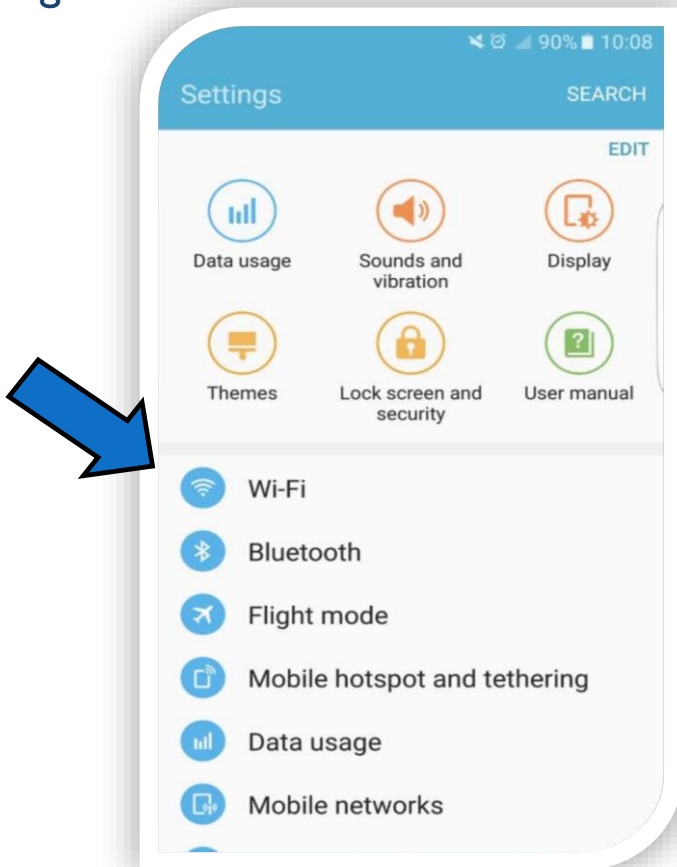 90% 10:08
Settings SEARCH
EDIT
Data usage Sounds and vibration Display
Themes Lock screen and security User manual
Wi-Fi
Bluetooth
Flight mode
Mobile hotspot and tethering
Data usage
Mobile networks